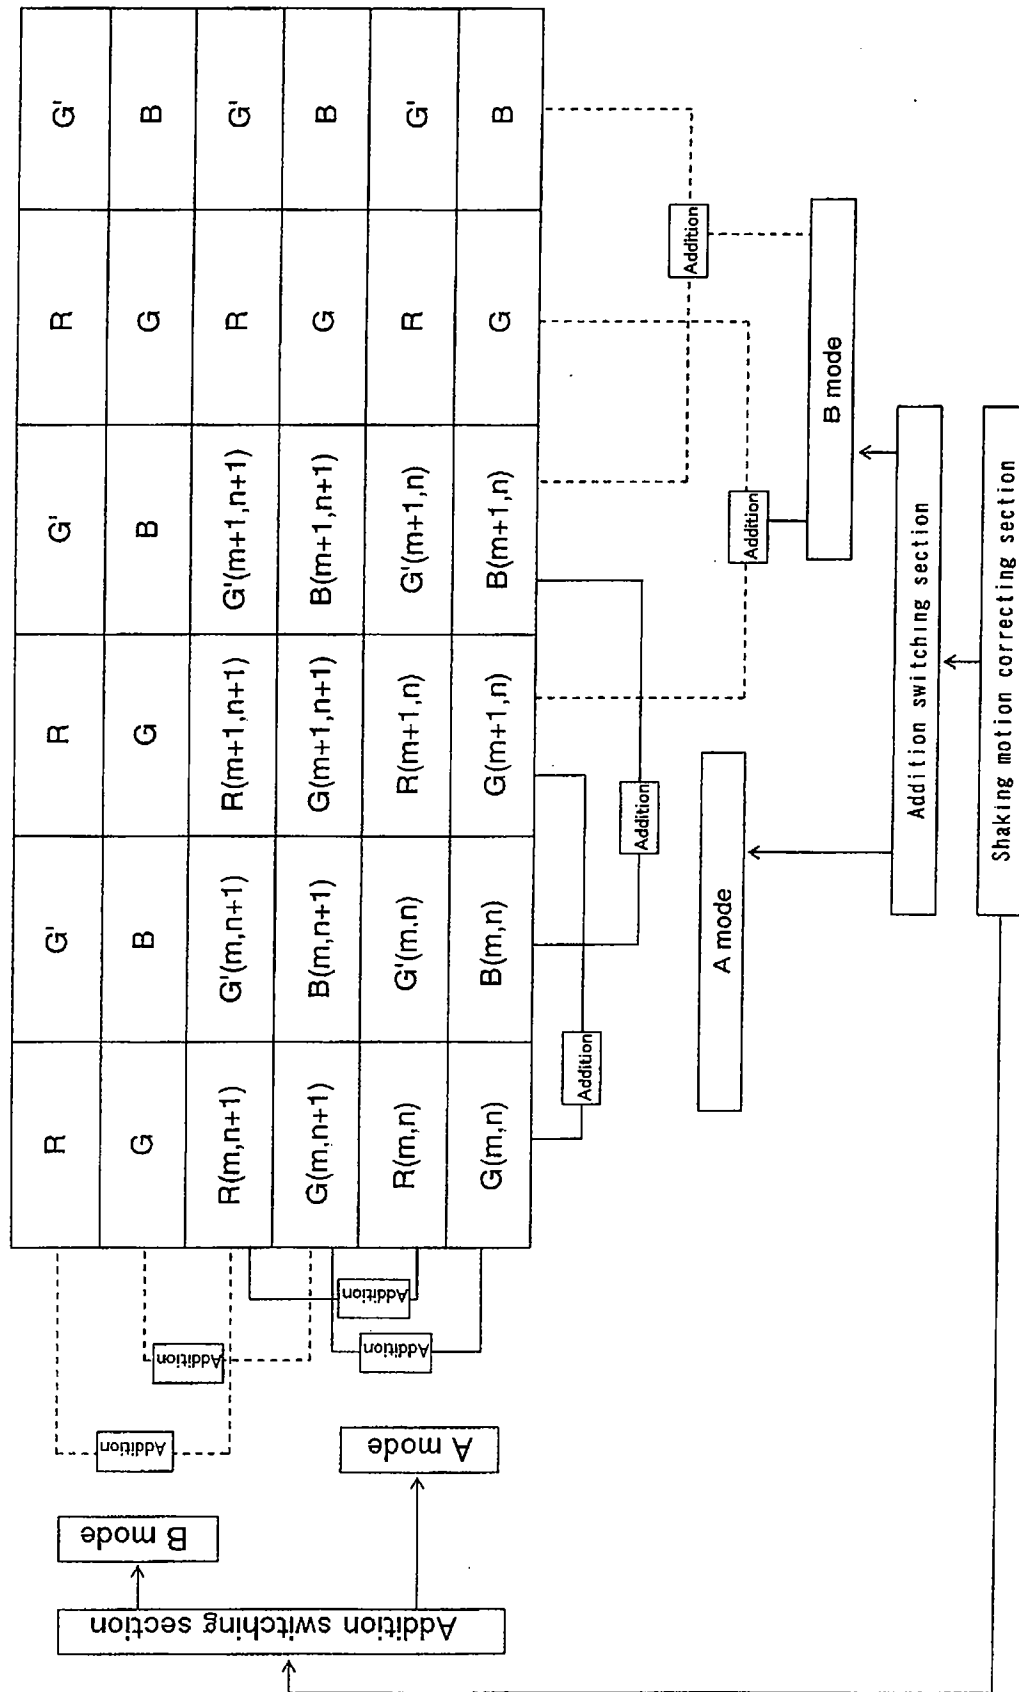 Addition switching section
B mode
A mode
Addition
Addition
Addition
Addition
R G' R G' R G'
G B G B G B
R(m,n+1) G'(m,n+1) R(m+1,n+1) G'(m+1,n+1) R G'
G(m,n+1) B(m,n+1) G(m+1,n+1) B(m+1,n+1) G B
R(m,n) G'(m.n) R(m+1,n) G'(m+1,n) R G'
G(m,n) B(m,n) G(m+1,n) B(m+1,n) G B
Addition
Addition
Addition
Addition
A mode
B mode
Addition switching section
Shaking motion correcting section